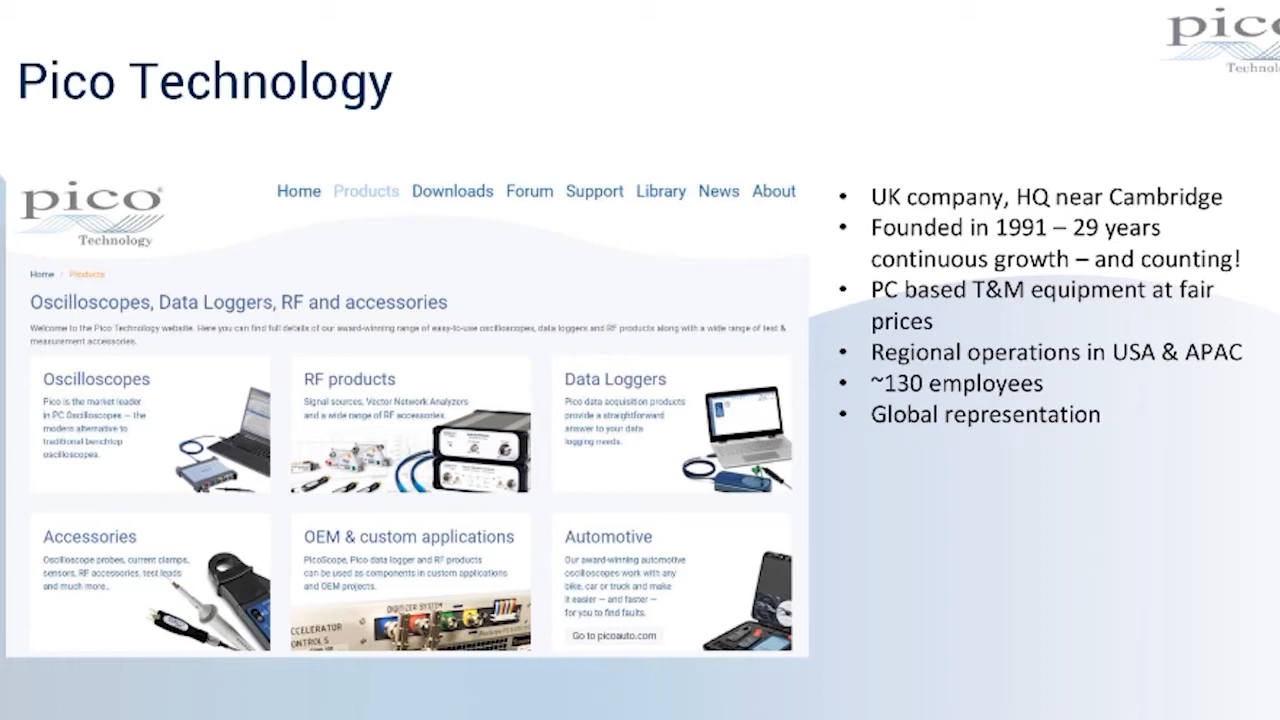 pico
Technolo
Pico Technology
pico
Technology
Home Products Downloads Forum Support Library News About
Home / Products
Oscilloscopes, Data Loggers, RF and accessories
Welcome to the Pico Technology website. Here you can find full details of our award-winning range of easy-to-use oscilloscopes, data loggers and RF products along with a wide range of test &
measurement accessories.
Oscilloscopes
Pico is the market leader
in PC Oscilloscopes — the
modern alternative to
traditional benchtop
oscilloscopes.
RF products
Signal sources, Vector Network Analyzers
and a wide range of RF accessories.
Data Loggers
Pico data acquisition products
provide a straightforward
answer to your data
logging needs.
Accessories
Oscilloscope probes, current clamps,
sensors, RF accessories, test leads
and much more..
OEM & custom applications
PicoScope, Pico data logger and RF products
can be used as components in custom applications
and OEM projects.
DIGITIZER SYSTEM
CCELERATOR
ONTROLS
Automotive
Our award-winning automotive
oscilloscopes work with any
bike, car or truck and make
it easier — and faster —
for you to find faults.
Go to picoauto.com
• UK company, HQ near Cambridge
• Founded in 1991 – 29 years
continuous growth – and counting!
• PC based T&M equipment at fair
prices
• Regional operations in USA & APAC
• ~130 employees
• Global representation